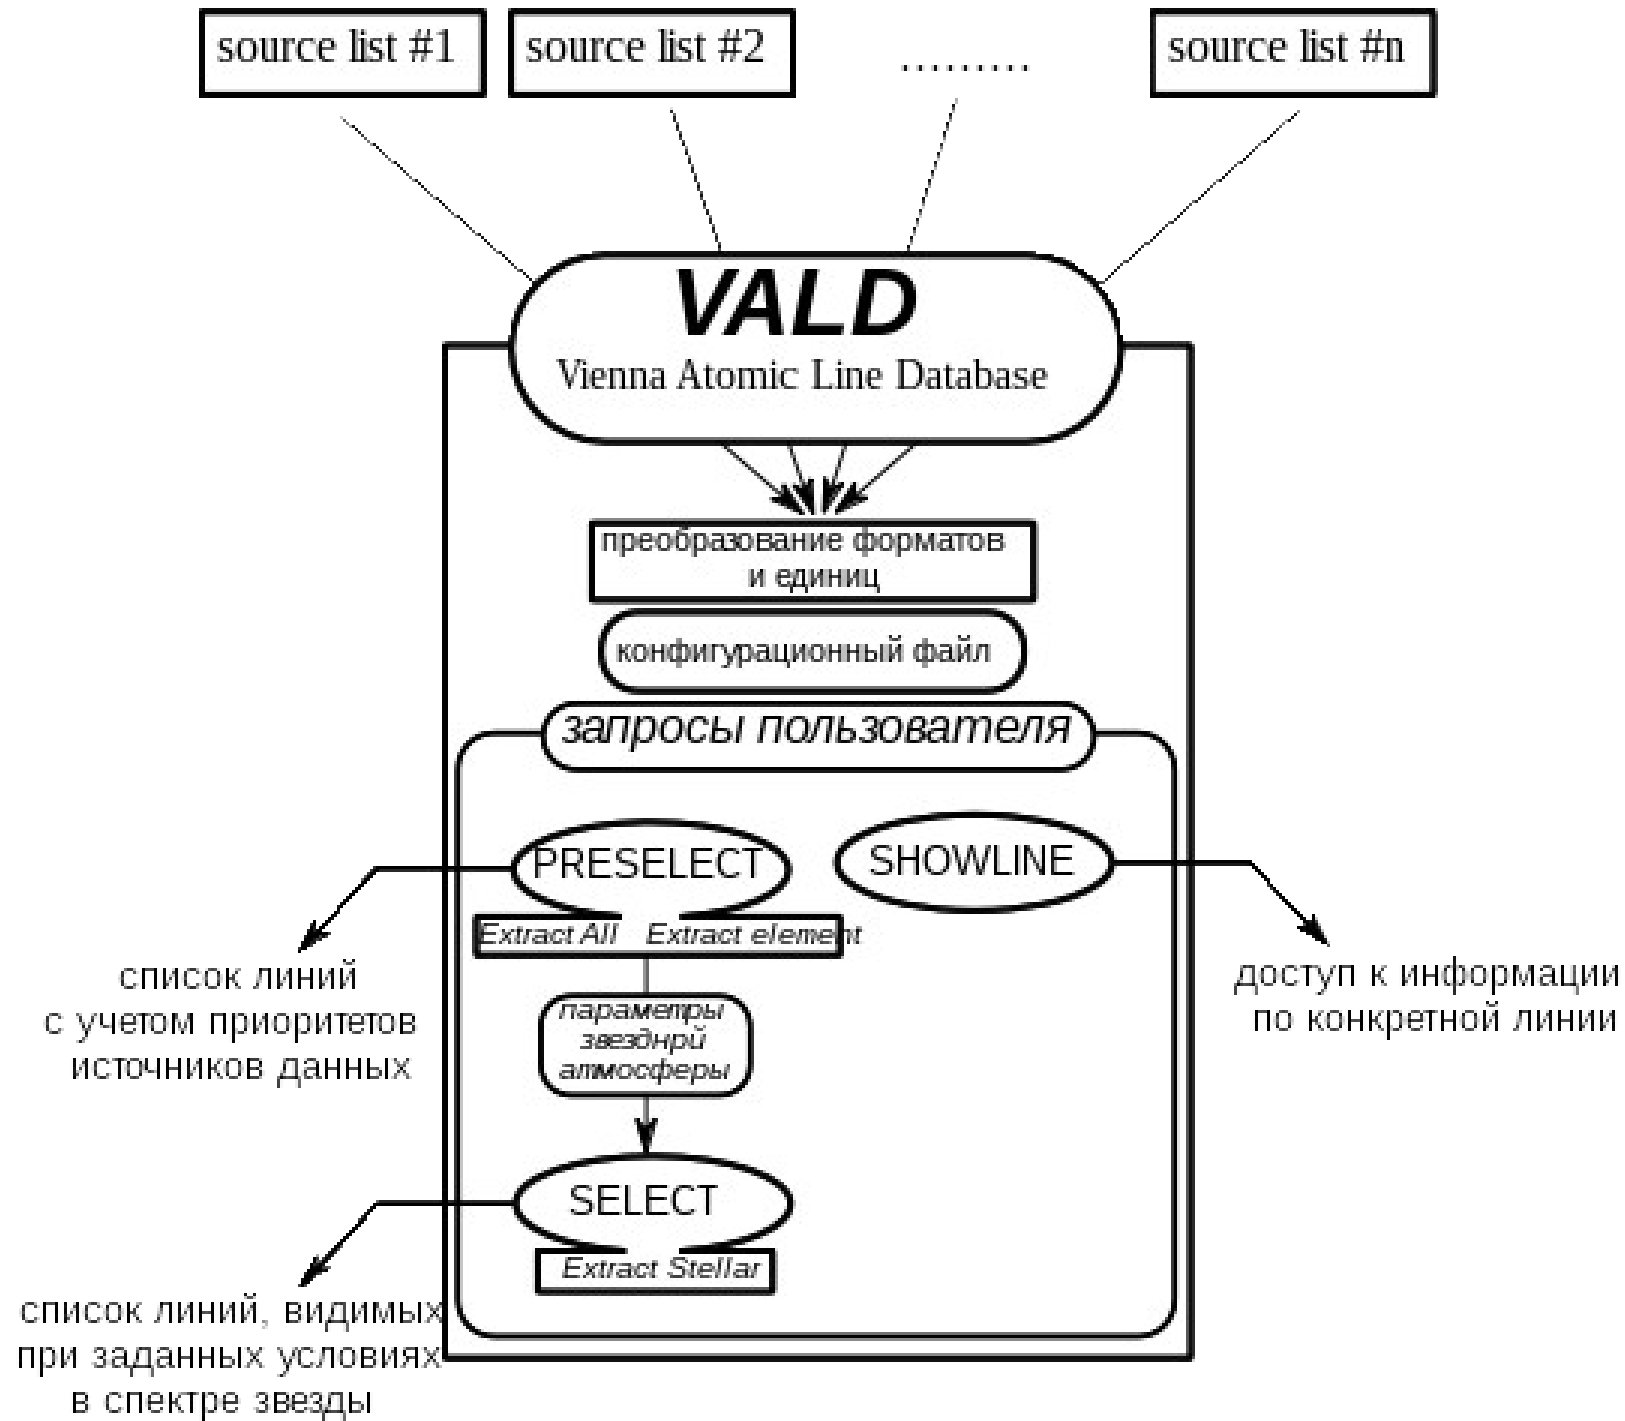 source list #1
source list #2
.........
source list #n
VALD
Vienna Atomic Line Database
преобразование форматов
и единиц
конфигурационный файл
запросы пользователя
PRESELECT
SHOWLINE
Extract All Extract element
список линий
с учетом приоритетов
источников данных
доступ к информации
по конкретной линии
параметры
звезднрй
атмосферы
SELECT
Extract Stellar
список линий, видимых
при заданных условиях
в спектре звезды